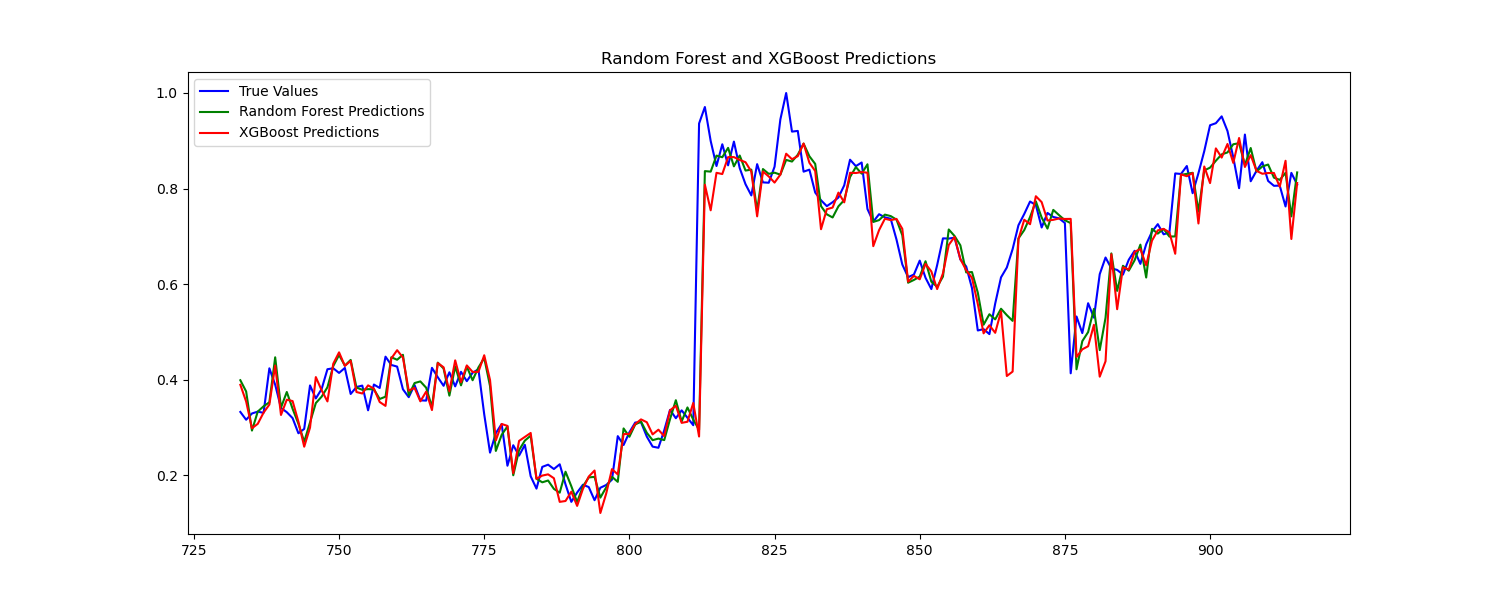 Random Forest and XGBoost Predictions
True Values
Random Forest Predictions
XGBoost Predictions
1.0
0.8
0.6
0.4
0.2
725 750 775 800 825 850 875 900